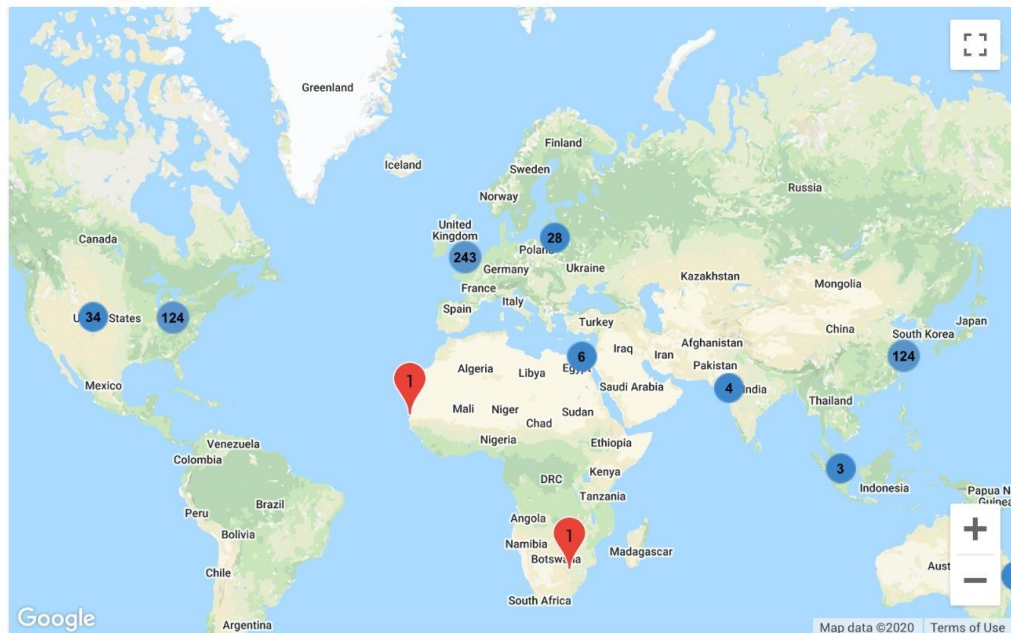 Greenland
Iceland
Finland
Sweden
Norway
Russia
Canada
United
Kingdom
243
28
Poland
Germany
Ukraine
France
Kazakhstan
Mongolia
34
United States
124
Spain
Italy
Turkey
China
South Korea
Japan
124
Afghanistan
Iraq
Iran
Pakistan
6
Egypt
Algeria
Libya
Saudi Arabia
4
India
Mexico
1
Mali
Niger
Chad
Sudan
Thailand
Nigeria
Ethiopia
Venezuela
Colombia
DRC
Kenya
3
Indonesia
Papua N
Guinea
Tanzania
Brazil
Peru
Angola
Bolivia
1
Namibia
Botswana
Madagascar
Chile
Aust
South Africa
Argentina
+
−
Google
Map data ©2020
Terms of Use